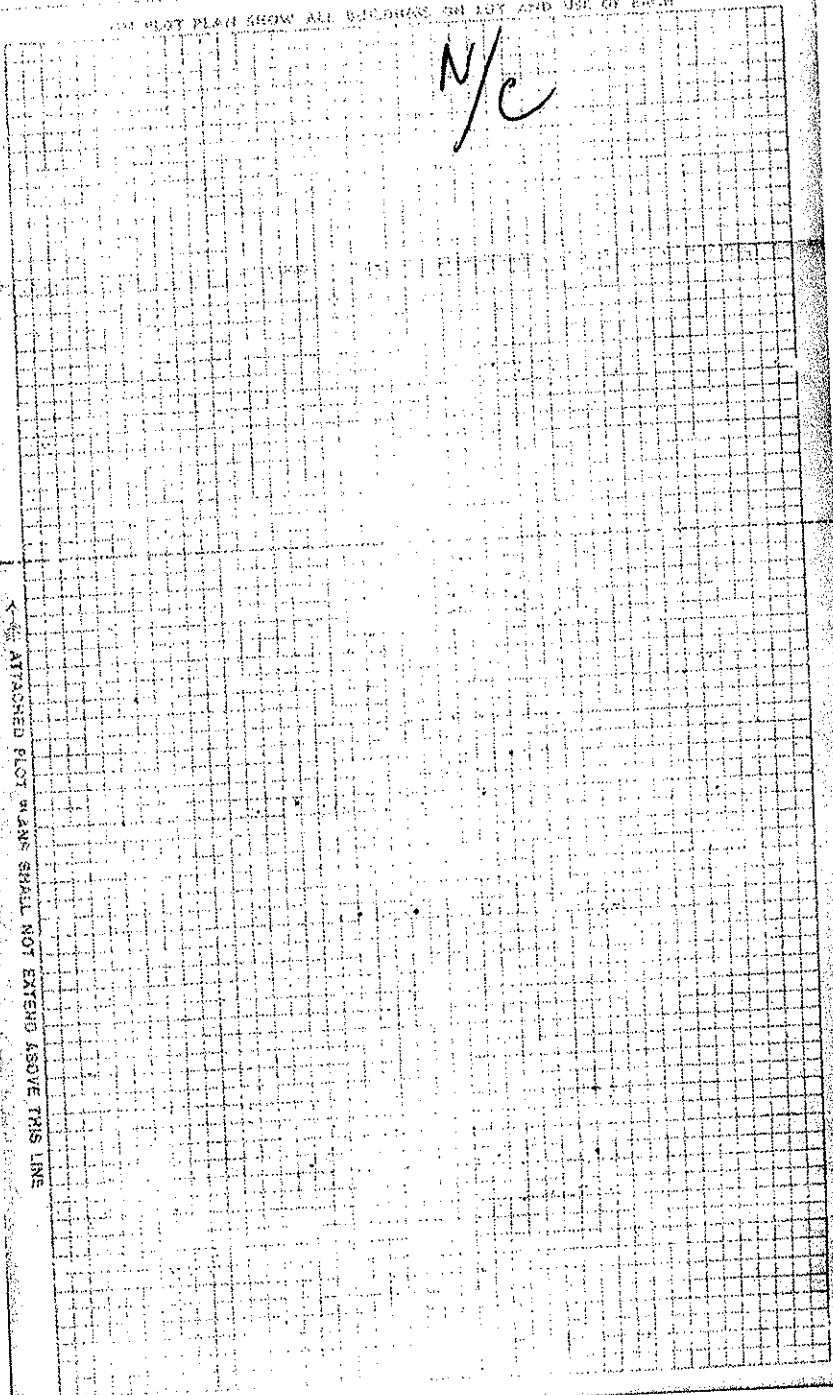 ON PLOT PLAN SHOW ALL BUILDINGS ON LOT AND USE OF EACH
N/C
ATTACHED PLOT PLANS SHALL NOT EXTEND ABOVE THIS LINE